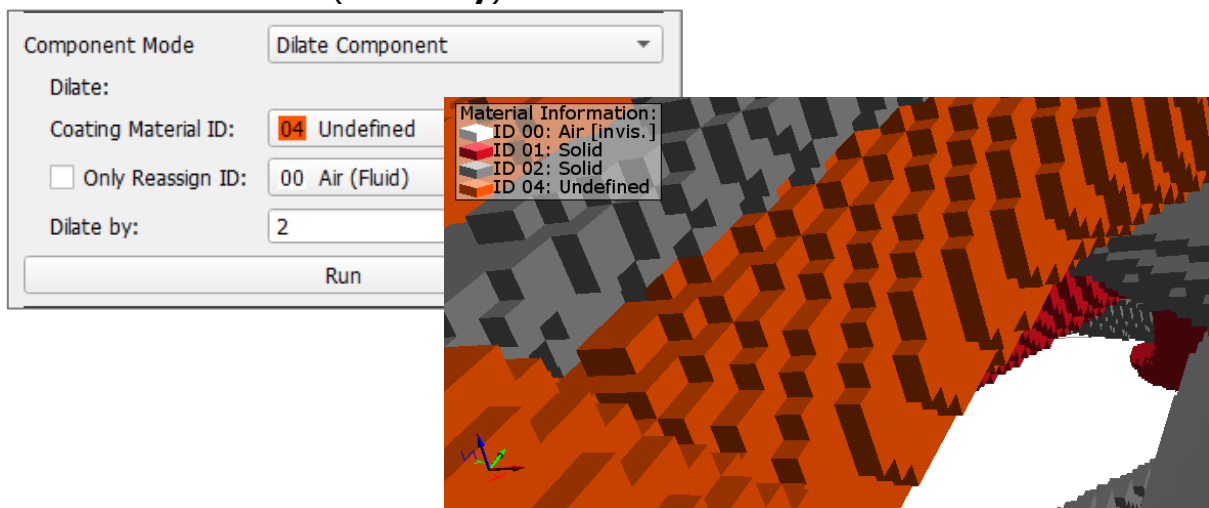 Component Mode Dilate Component
Dilate:
Coating Material ID: 04 Undefined
Only Reassign ID: 00 Air (Fluid)
Dilate by: 2
Run
Material Information:
ID 00: Air [invis.]
ID 01: Solid
ID 02: Solid
ID 04: Undefined